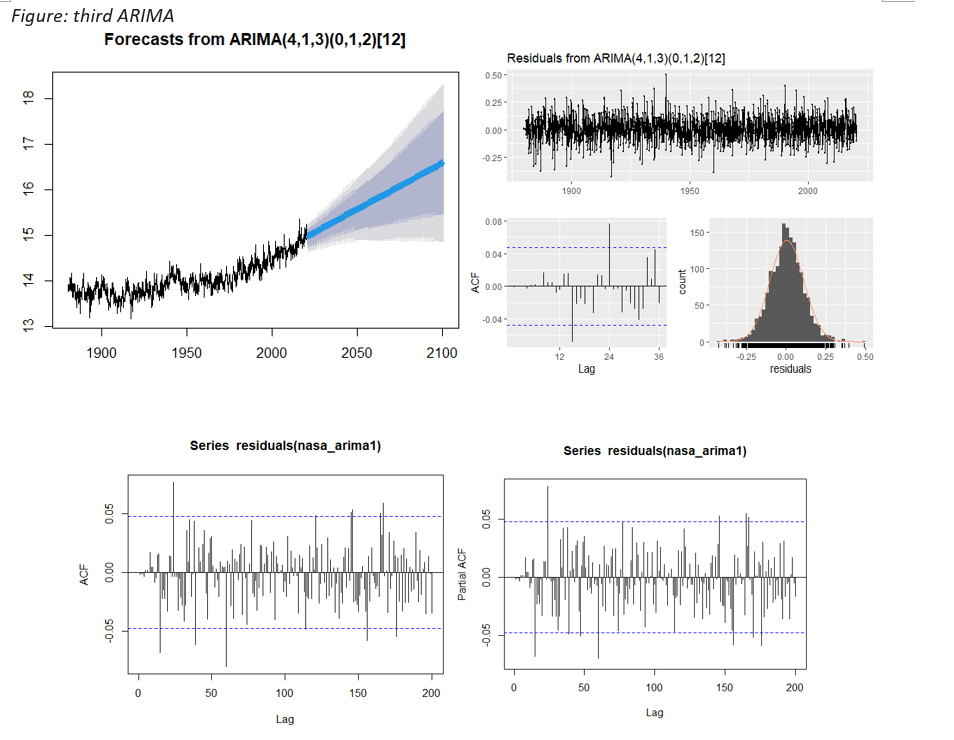 Figure: third ARIMA
Forecasts from ARIMA(4,1,3)(0,1,2)[12]
18
17
16
15
14
13
1900 1950 2000 2050 2100
Residuals from ARIMA(4,1,3)(0,1,2)[12]
0.50
0.25
0.00
-0.25
1900 1950 2000
0.08
0.04
0.00
-0.04
ACF
12 24 36
Lag
150
100
50
0
count
-0.25 0.00 0.25 0.50
residuals
Series residuals(nasa_arima1)
0.05
0.00
-0.05
ACF
0 50 100 150 200
Lag
Series residuals(nasa_arima1)
0.05
0.00
-0.05
Partial ACF
0 50 100 150 200
Lag